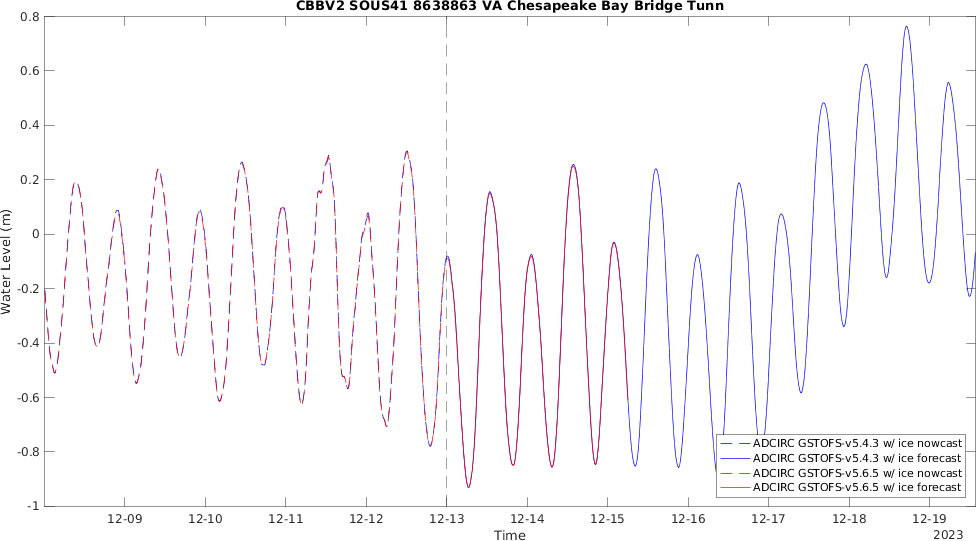 CBBV2 SOUS41 8638863 VA Chesapeake Bay Bridge Tunn
0.8
0.6
0.4
0.2
0
-0.2
-0.4
-0.6
-0.8
-1
Water Level (m)
ADCIRC GSTOFS-v5.4.3 w/ ice nowcast
ADCIRC GSTOFS-v5.4.3 w/ ice forecast
ADCIRC GSTOFS-v5.6.5 w/ ice nowcast
ADCIRC GSTOFS-v5.6.5 w/ ice forecast
12-09 12-10 12-11 12-12 12-13 12-14 12-15 12-16 12-17 12-18 12-19
Time
2023